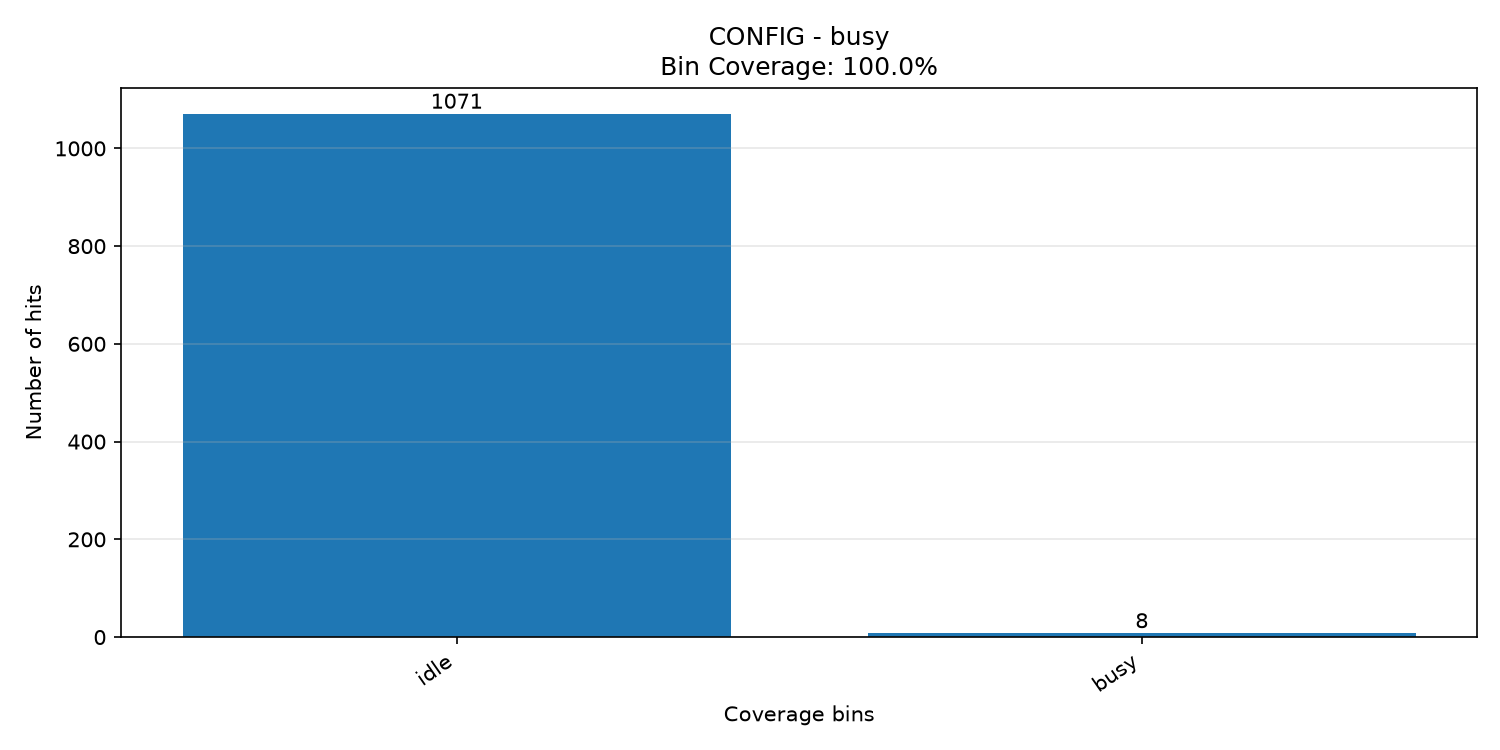 CONFIG - busy
Bin Coverage: 100.0%
1071
1000
800
600
400
200
0
8
Number of hits
idle
busy
Coverage bins